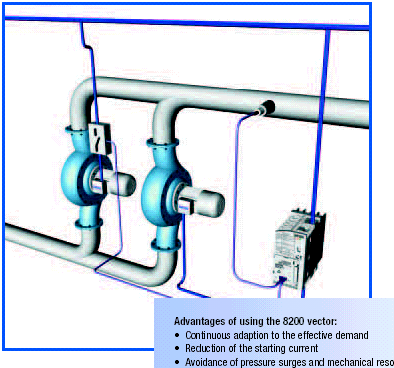 Advantages of using the 8200 vector:
• Continuous adaption to the effective demand
• Reduction of the starting current
• Avoidance of pressure surges and mechanical reso